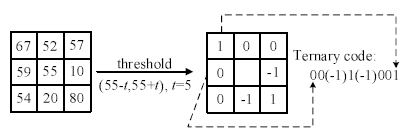 67 52 57
59 55 10
54 20 80
threshold
(55-t,55+t), t=5
1 0 0
0 -1
0 -1 1
Ternary code:
00(-1)1(-1)001